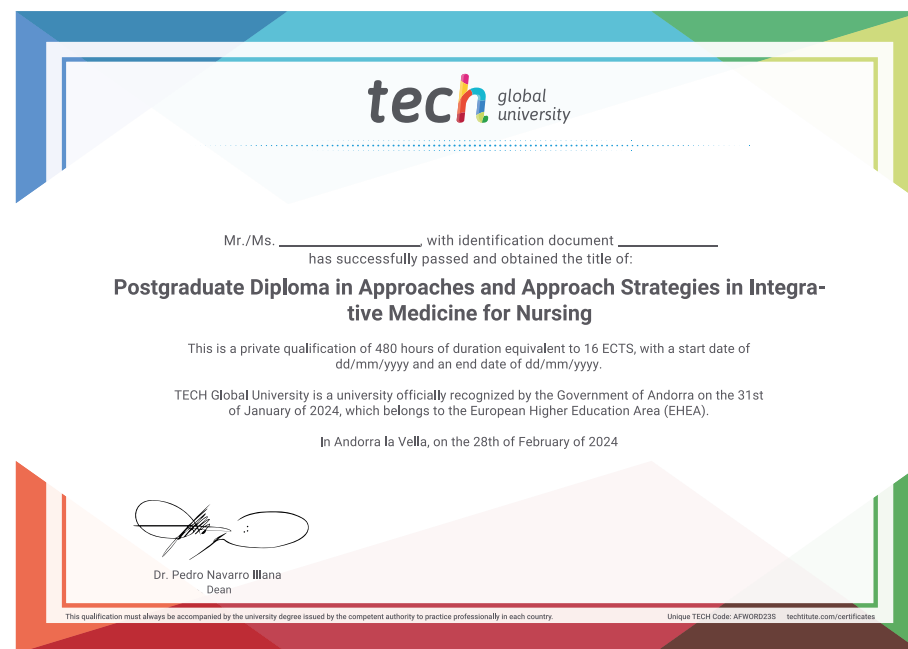 tech global
university
Mr./Ms. ____________, with identification document ____________
has successfully passed and obtained the title of:
Postgraduate Diploma in Approaches and Approach Strategies in Integra-
tive Medicine for Nursing
This is a private qualification of 480 hours of duration equivalent to 16 ECTS, with a start date of
dd/mm/yyyy and an end date of dd/mm/yyyy.
TECH Global University is a university officially recognized by the Government of Andorra on the 31st
of January of 2024, which belongs to the European Higher Education Area (EHEA).
In Andorra la Vella, on the 28th of February of 2024
Dr. Pedro Navarro Illana
Dean
This qualification must always be accompanied by the university degree issued by the competent authority to practice professionally in each country. Unique TECH Code: AFWORD23S techtitute.com/certificates